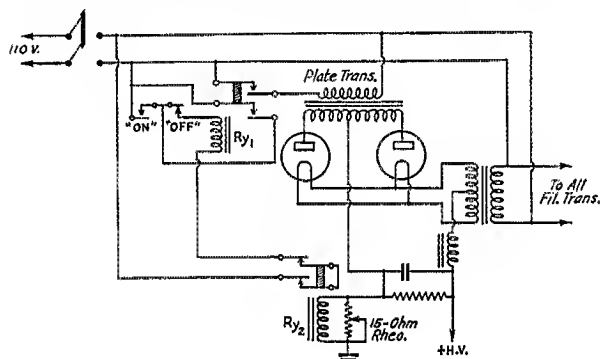 110 V.
Plate Trans.
"ON" "OFF"
Ry1
To All
Fil. Trans.
Ry2
15-Ohm
Rheo.
+H.V.